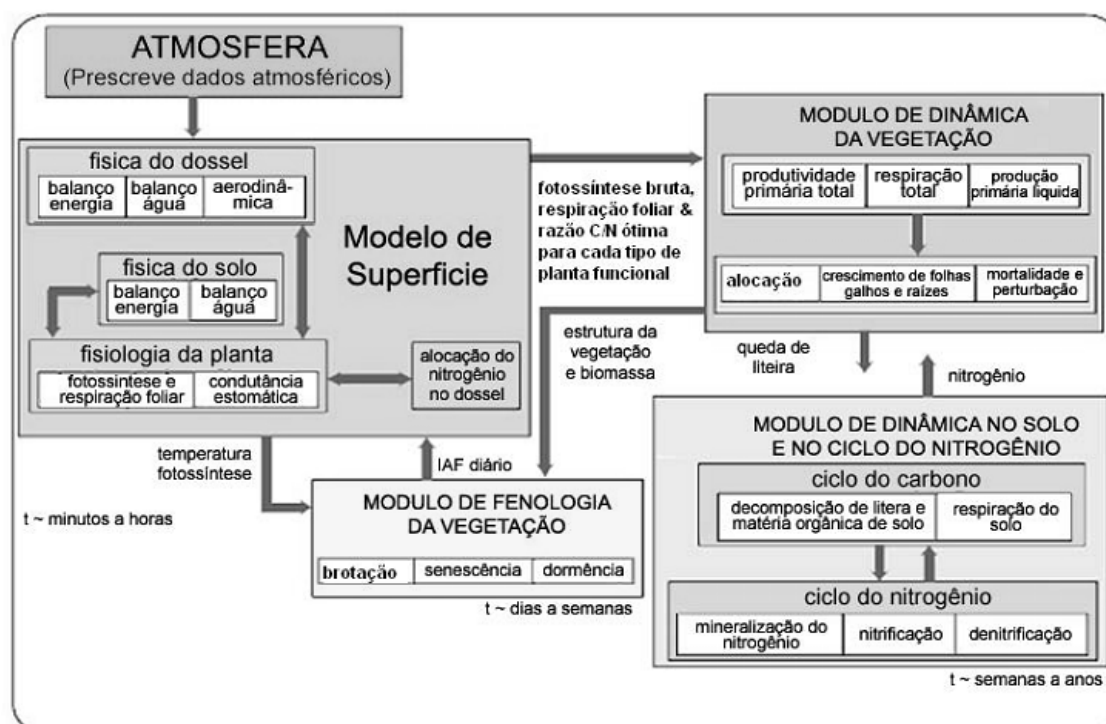 ATMOSFERA
(Prescreve dados atmosféricos)
fisica do dossel
balanço
energia
balanço
águá
aerodinâ-
mica
Modelo de
Superficie
fisica do solo
balanço
energia
balanço
águá
fisiologia da planta
fotossintese e
respiração foliar
condutância
estomática
alocação do
nitrogênio
no dossel
fotossíntese bruta,
respiração foliar &
razão C/N ótima
para cada tipo de
planta funcional
MODULO DE DINÂMICA
DA VEGETAÇÃO
produtividade
primária total
respiração
total
produção
primária liquida
alocação
crescimento de folhas
galhos e raízes
mortalidade e
perturbação
estrutura da
vegetação
e biomassa
queda de
liteira
nitrogênio
temperatura
fotossíntese
IAF diário
t ~ minutos a horas
MODULO DE FENOLOGIA
DA VEGETAÇÃO
brotação
senescência
dormência
t ~ dias a semanas
MODULO DE DINÂMICA NO SOLO
E NO CICLO DO NITROGÊNIO
ciclo do carbono
decomposição de litera e
matéria orgânica de solo
respiração do
solo
ciclo do nitrogênio
mineralização do
nitrogênio
nitrificação
denitrificação
t ~ semanas a anos